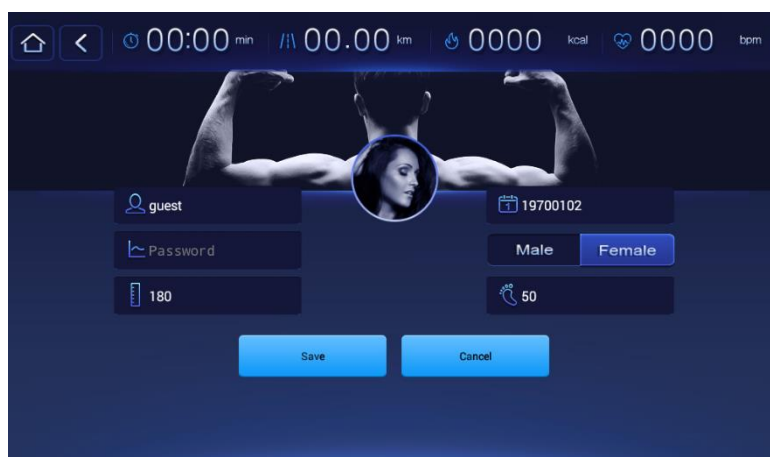 00:00 min 00.00 km 0000 kcal 0000 bpm
guest 1 19700102
Password Male Female
180 50
Save Cancel